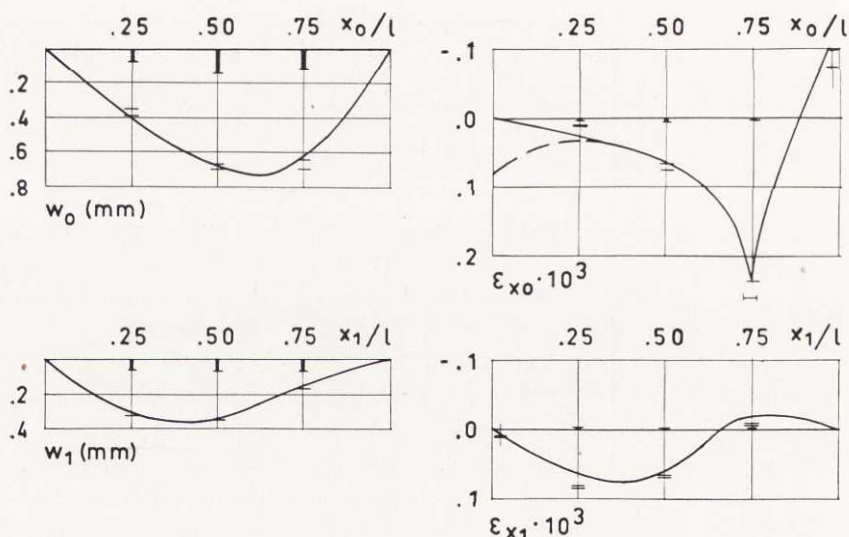 .25 .50 .75 x₀/l
.2
.4
.6
.8
w₀ (mm)
.25 .50 .75 x₀/l
-.1
.0
.1
.2
εₓ₀·10³
.25 .50 .75 x₁/l
.2
.4
w₁ (mm)
.25 .50 .75 x₁/l
-.1
.0
.1
εₓ₁·10³